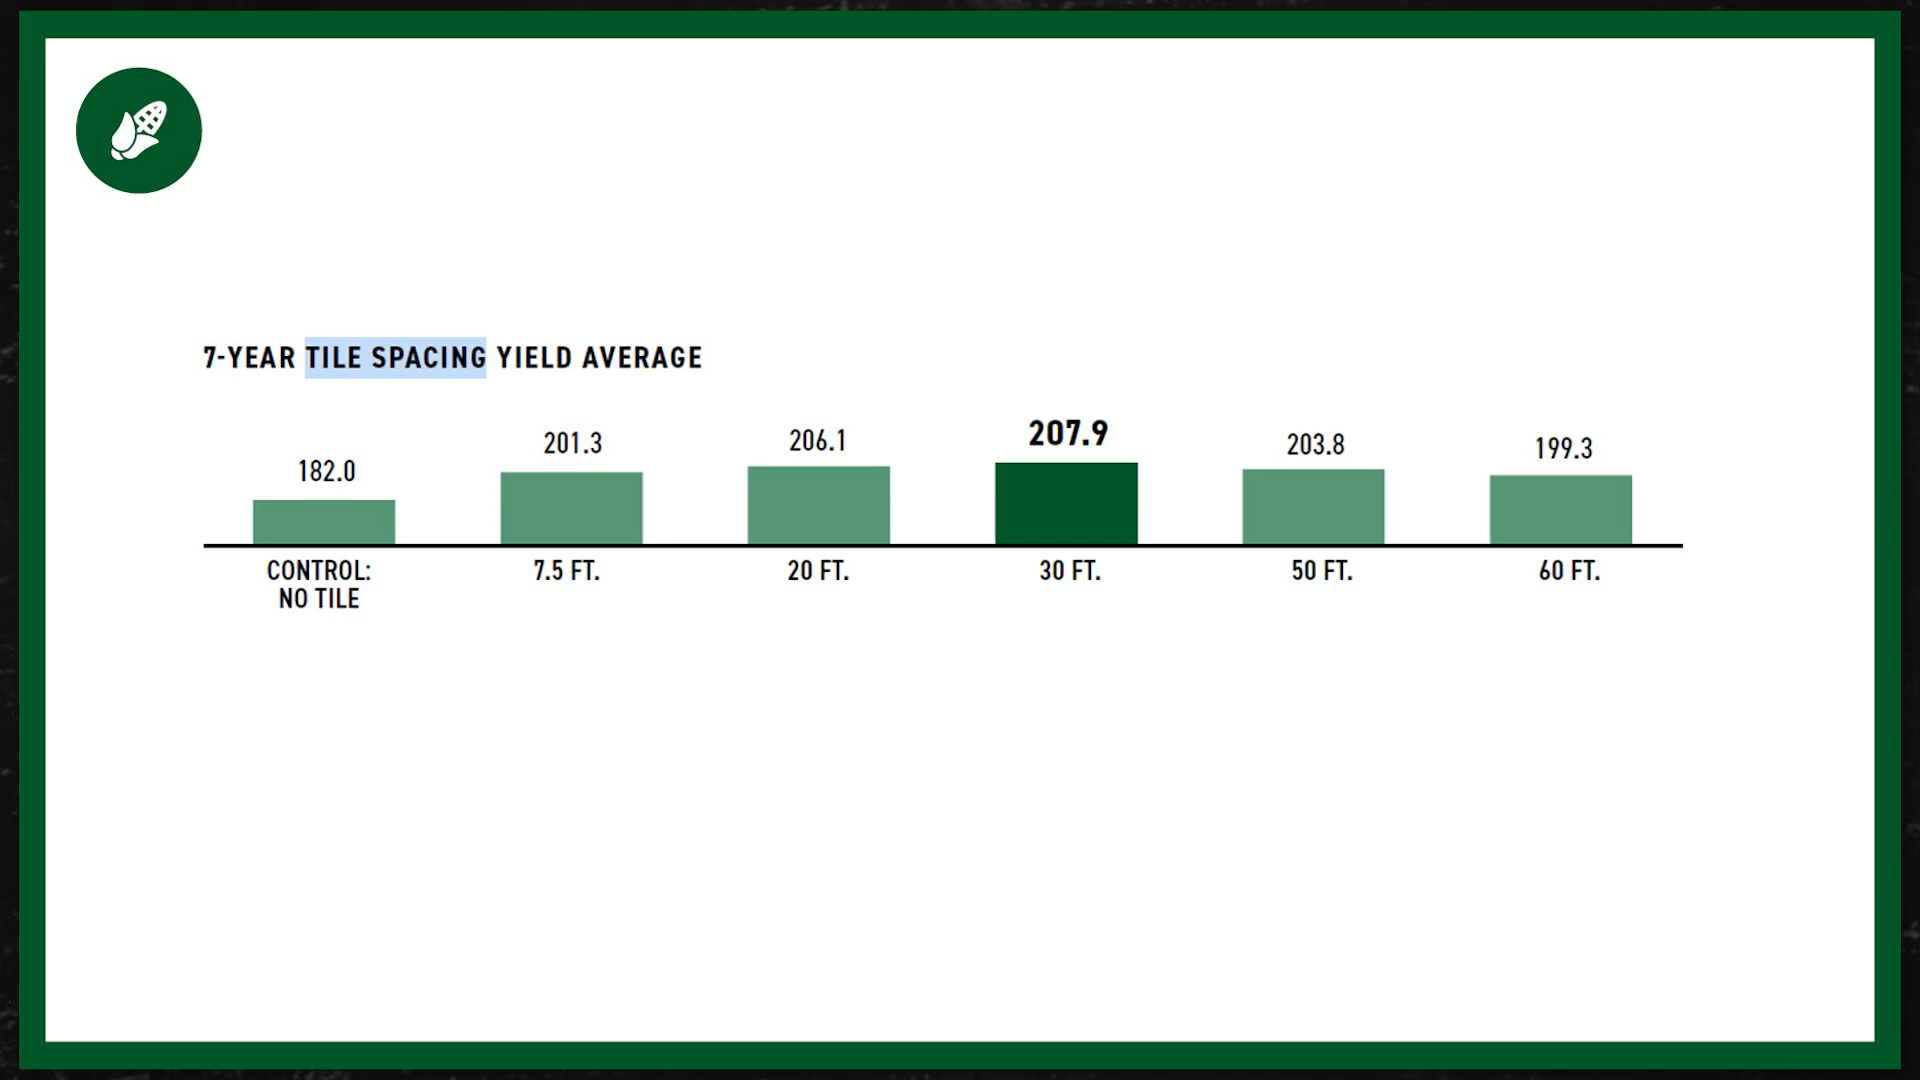 7-YEAR TILE SPACING YIELD AVERAGE
182.0
201.3
206.1
207.9
203.8
199.3
CONTROL:
NO TILE
7.5 FT.
20 FT.
30 FT.
50 FT.
60 FT.